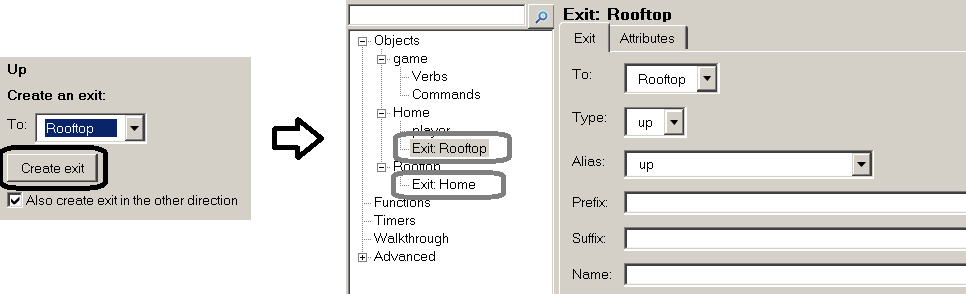 Up
Create an exit:
To: Rooftop
Create exit
Also create exit in the other direction
Objects
game
Verbs
Commands
Home
player
Exit: Rooftop
Rooftop
Exit: Home
Functions
Timers
Walkthrough
Advanced
Exit: Rooftop
Exit Attributes
To: Rooftop
Type: up
Alias: up
Prefix:
Suffix:
Name: